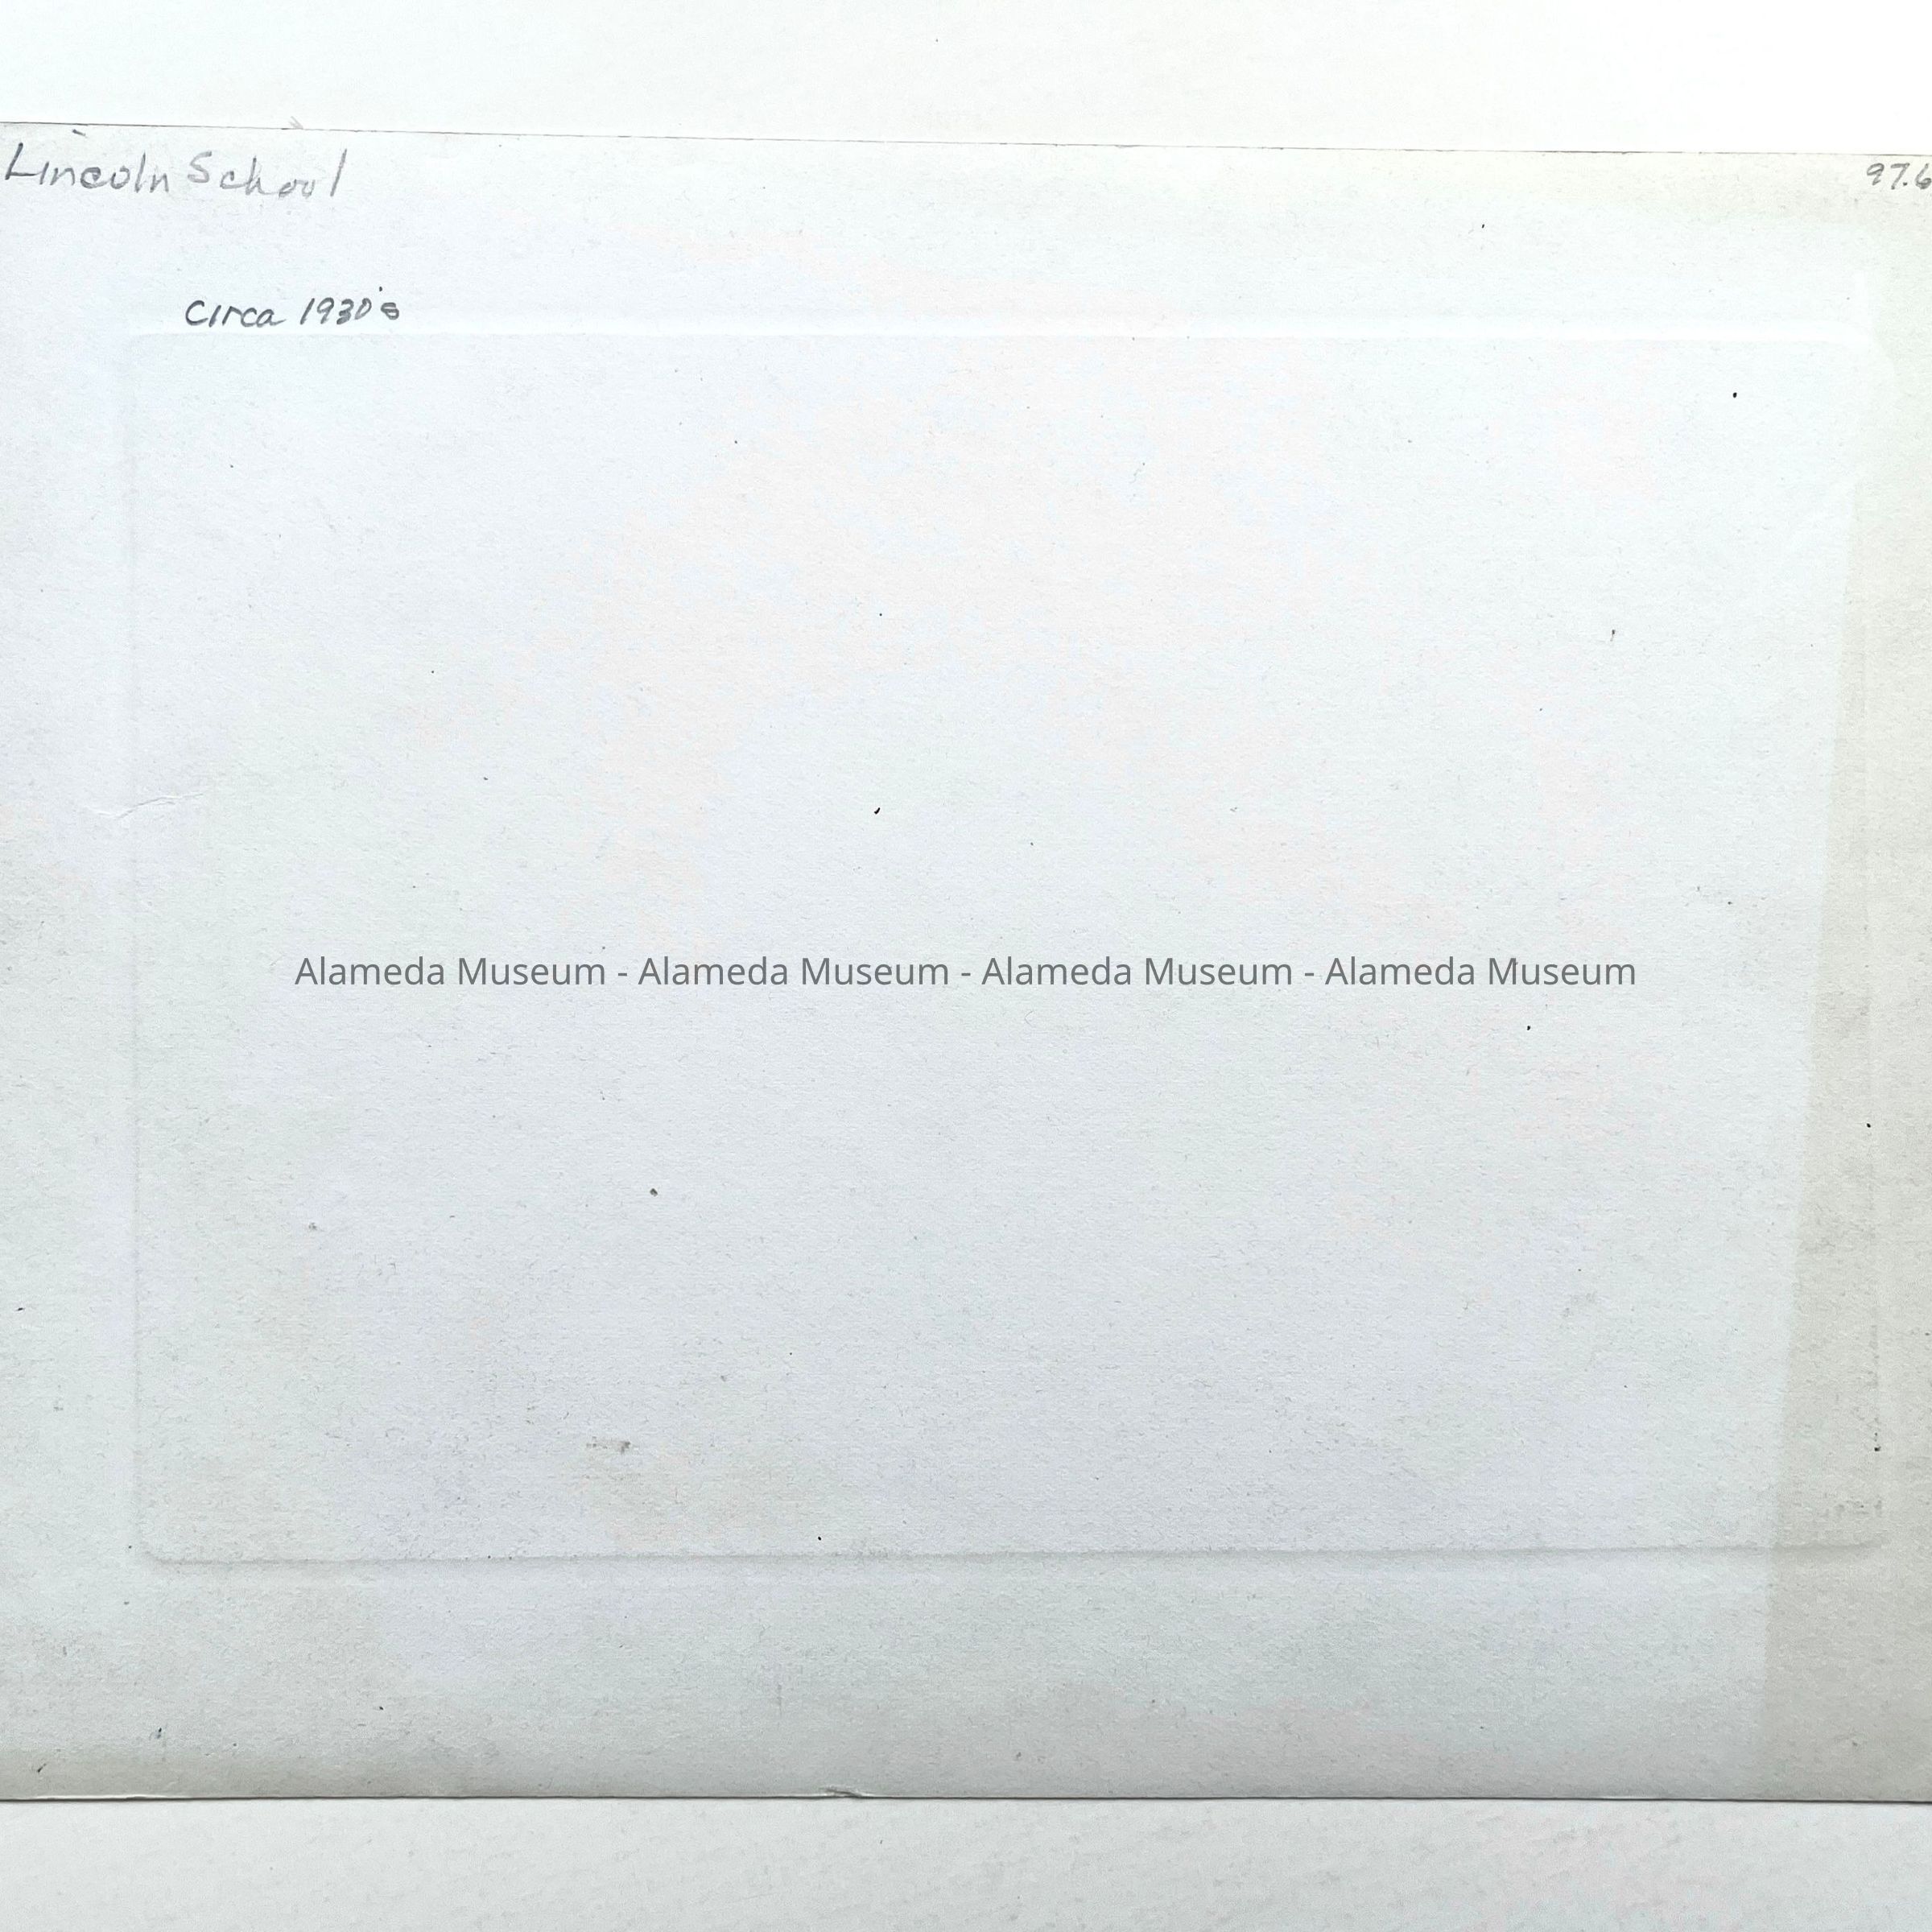 Lincoln School
97.6
Circa 1930's
Alameda Museum - Alameda Museum - Alameda Museum - Alameda Museum